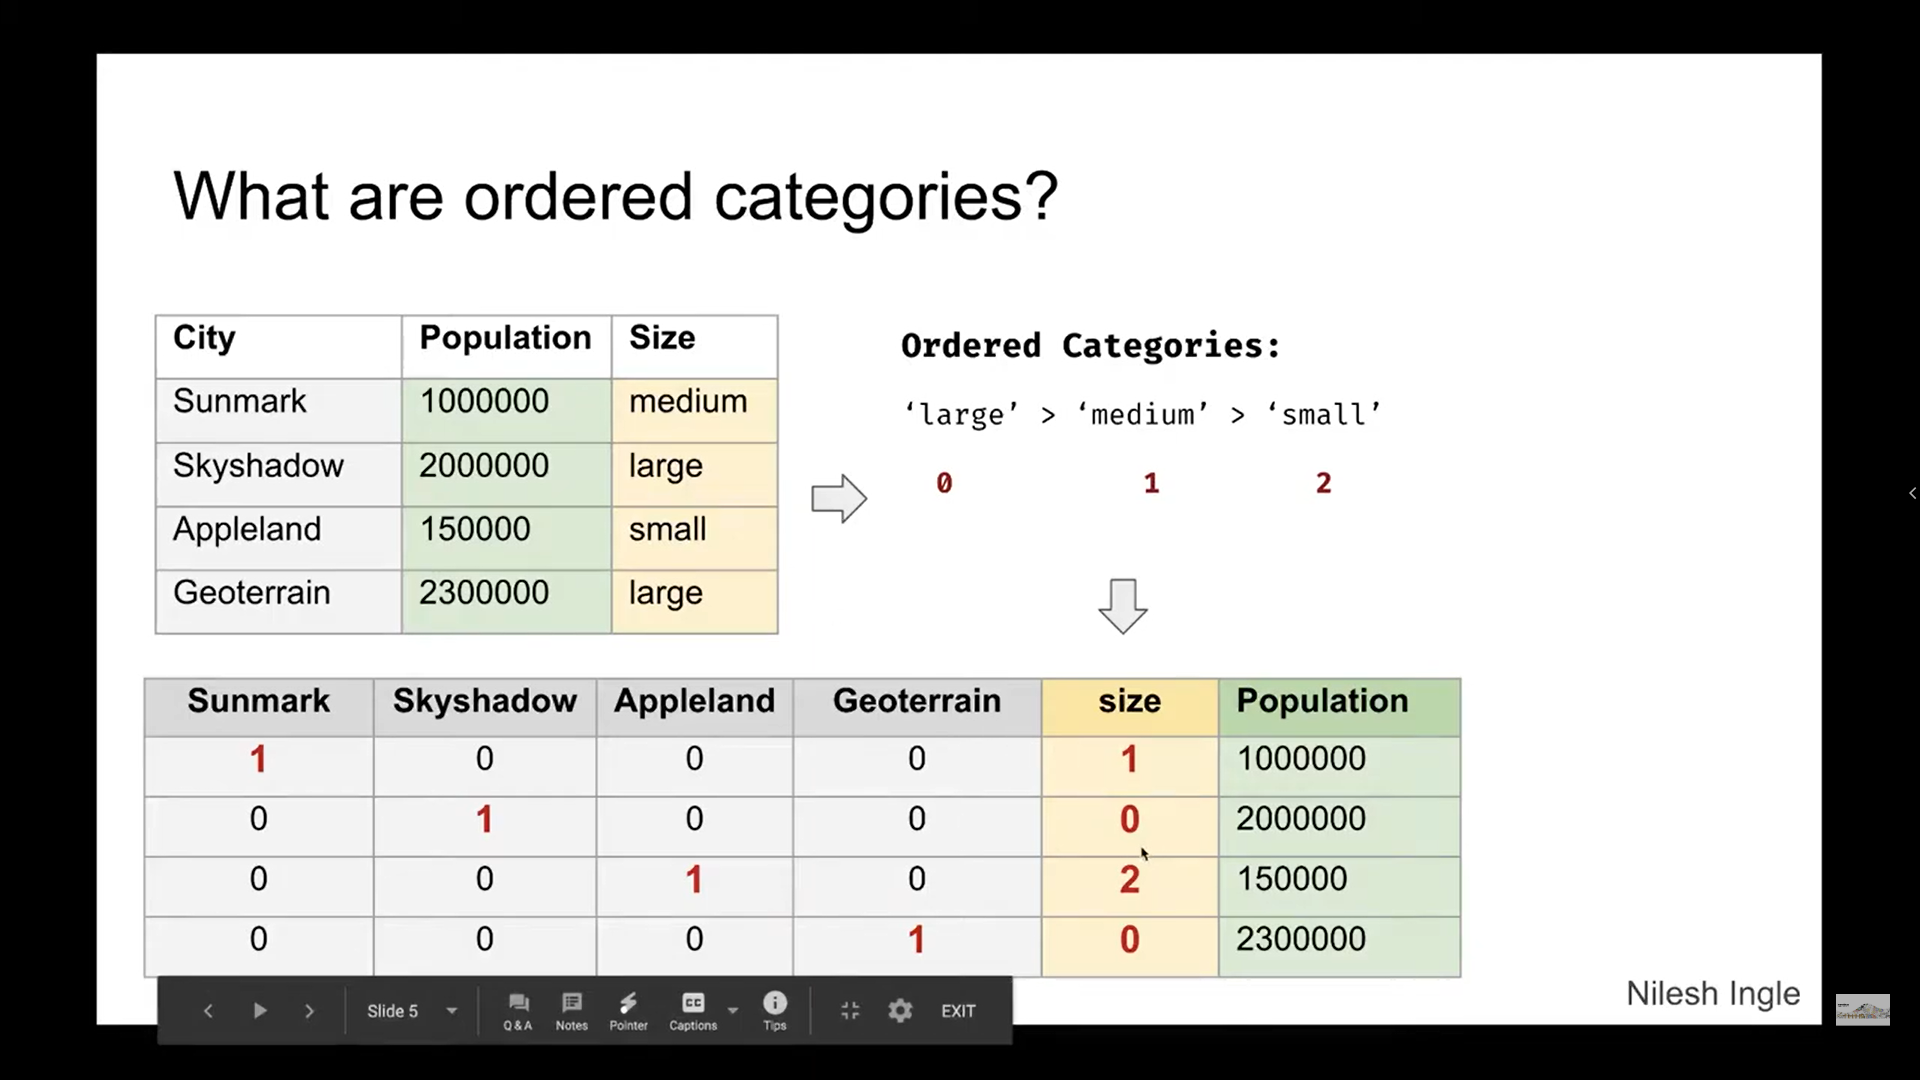 What are ordered categories?
City Population Size
Sunmark 1000000 medium
Skyshadow 2000000 large
Appleland 150000 small
Geoterrain 2300000 large
Ordered Categories:
‘large’ > ‘medium’ > ‘small’
0 1 2
Sunmark Skyshadow Appleland Geoterrain size Population
1 0 0 0 1 1000000
0 1 0 0 0 2000000
0 0 1 0 2 150000
0 0 0 1 0 2300000
Nilesh Ingle
Slide 5 Q & A Notes Pointer CC Captions Tips EXIT